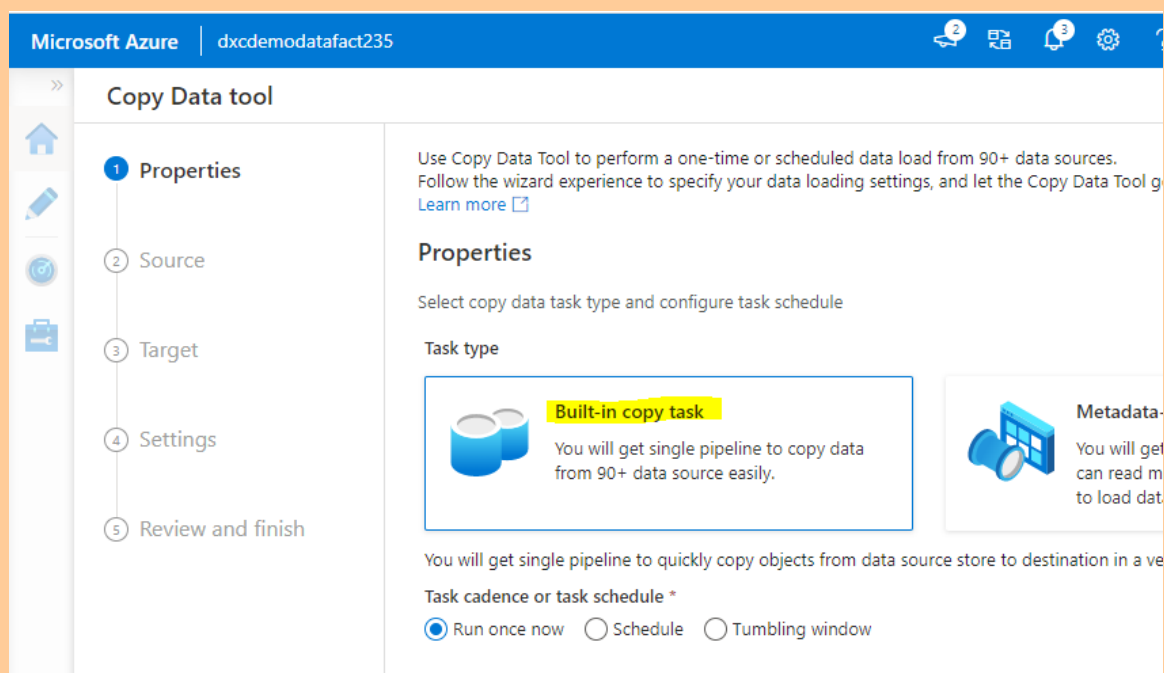 Microsoft Azure
dxcdemodatafact235
2
3
Copy Data tool
1 Properties
2 Source
3 Target
4 Settings
5 Review and finish
Use Copy Data Tool to perform a one-time or scheduled data load from 90+ data sources.
Follow the wizard experience to specify your data loading settings, and let the Copy Data Tool g
Learn more
Properties
Select copy data task type and configure task schedule
Task type
Built-in copy task
You will get single pipeline to copy data
from 90+ data source easily.
Metadata-
You will get
can read m
to load dat
You will get single pipeline to quickly copy objects from data source store to destination in a ve
Task cadence or task schedule *
Run once now Schedule Tumbling window